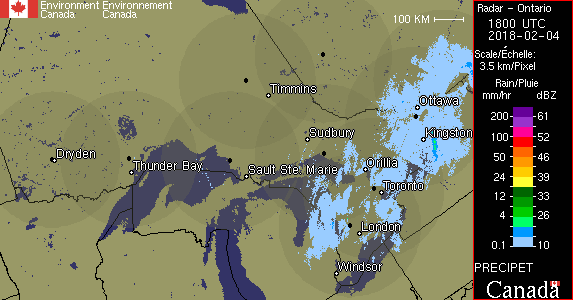 Environment Environnement
Canada Canada
100 KM
Timmins
Ottawa
Kingston
Sudbury
Dryden
Thunder Bay
Sault Ste. Marie
Orillia
Toronto
London
Windsor
Radar - Ontario
1800 UTC
2018-02-04
Scale/Échelle:
3.5 km/Pixel
Rain/Pluie
mm/hr dBZ
200 61
100 52
50 46
24 39
12 33
4 26
0.1 10
PRECIPET
Canada